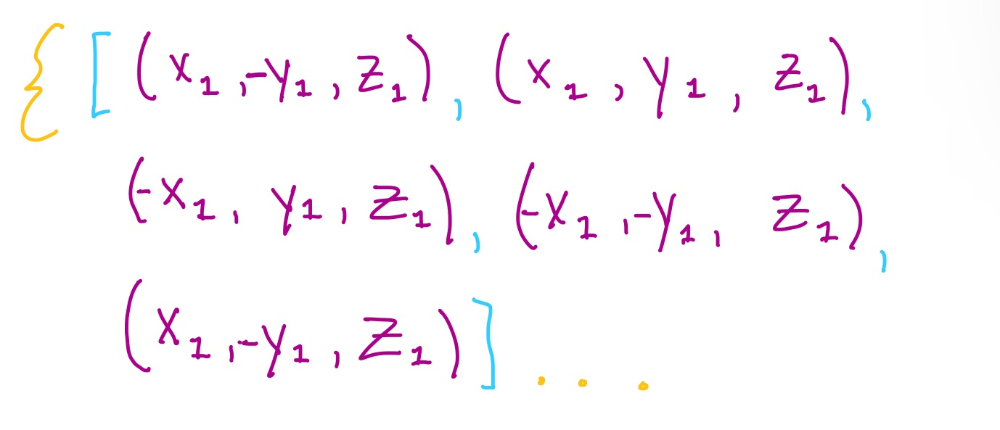 { [ (x₁, -y₁, z₁), (x₁, y₁, z₁),
(-x₁, y₁, z₁), (-x₁, -y₁, z₁),
(x₁, -y₁, z₁) ] . . .